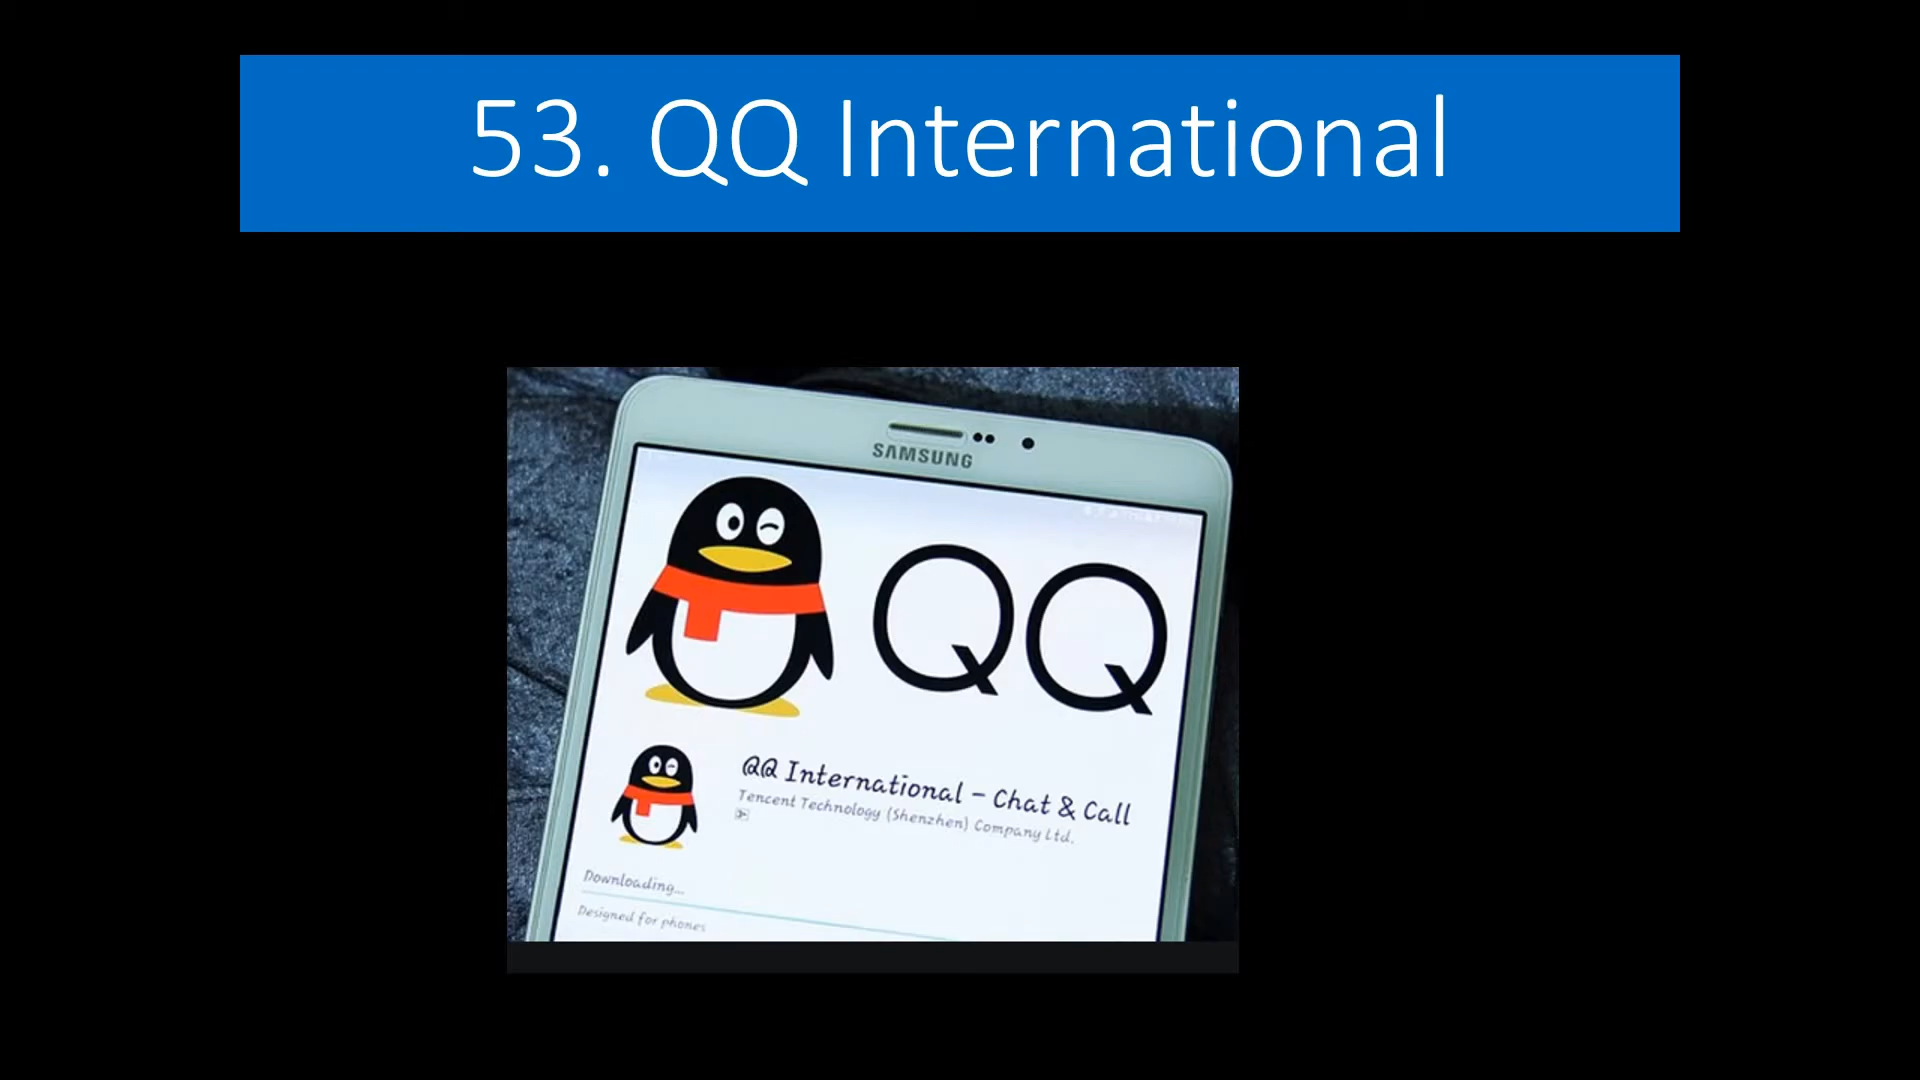 53. QQ International
SAMSUNG
QQ
QQ International – Chat & Call
Tencent Technology (Shenzhen) Company Ltd.
Downloading...
Designed for phones